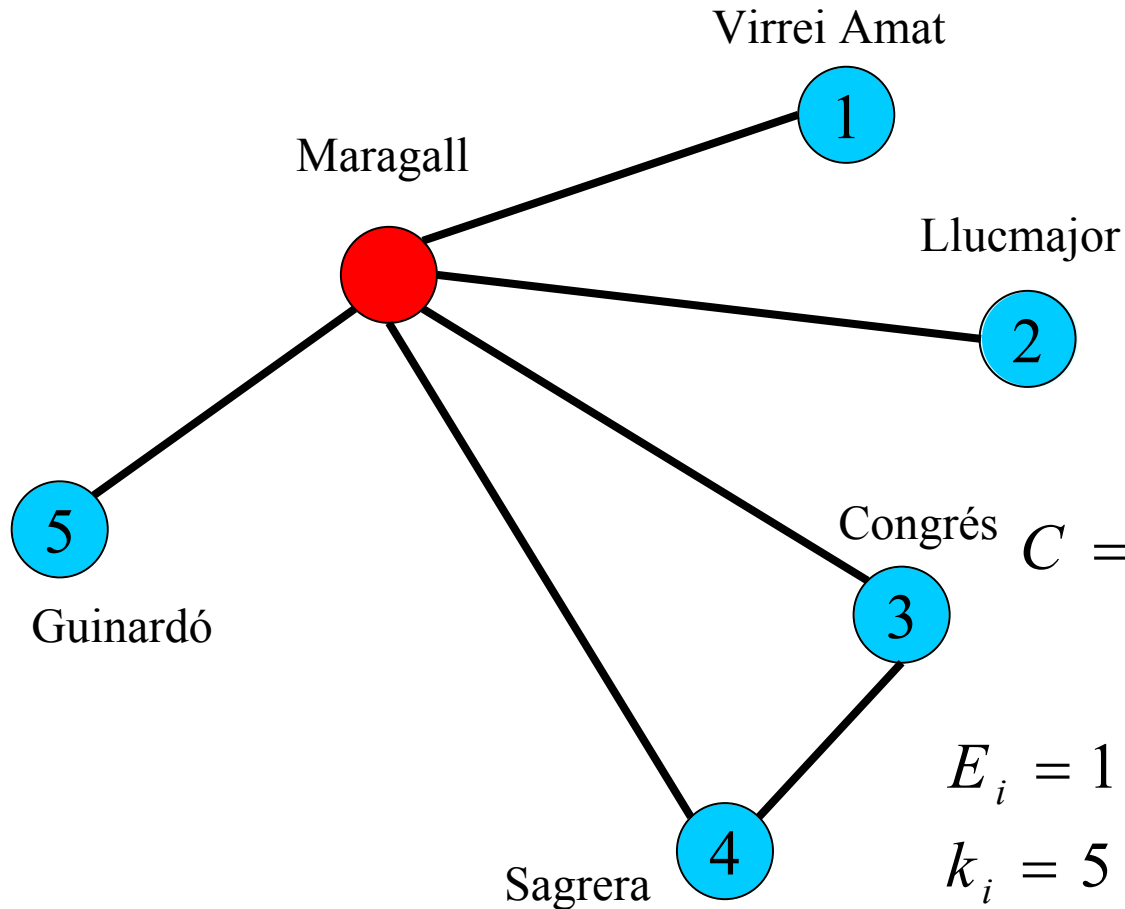 Virrei Amat
1
Maragall
Llucmajor
2
Congrés
C =
5
3
Guinardó
E_i = 1
4
k_i = 5
Sagrera